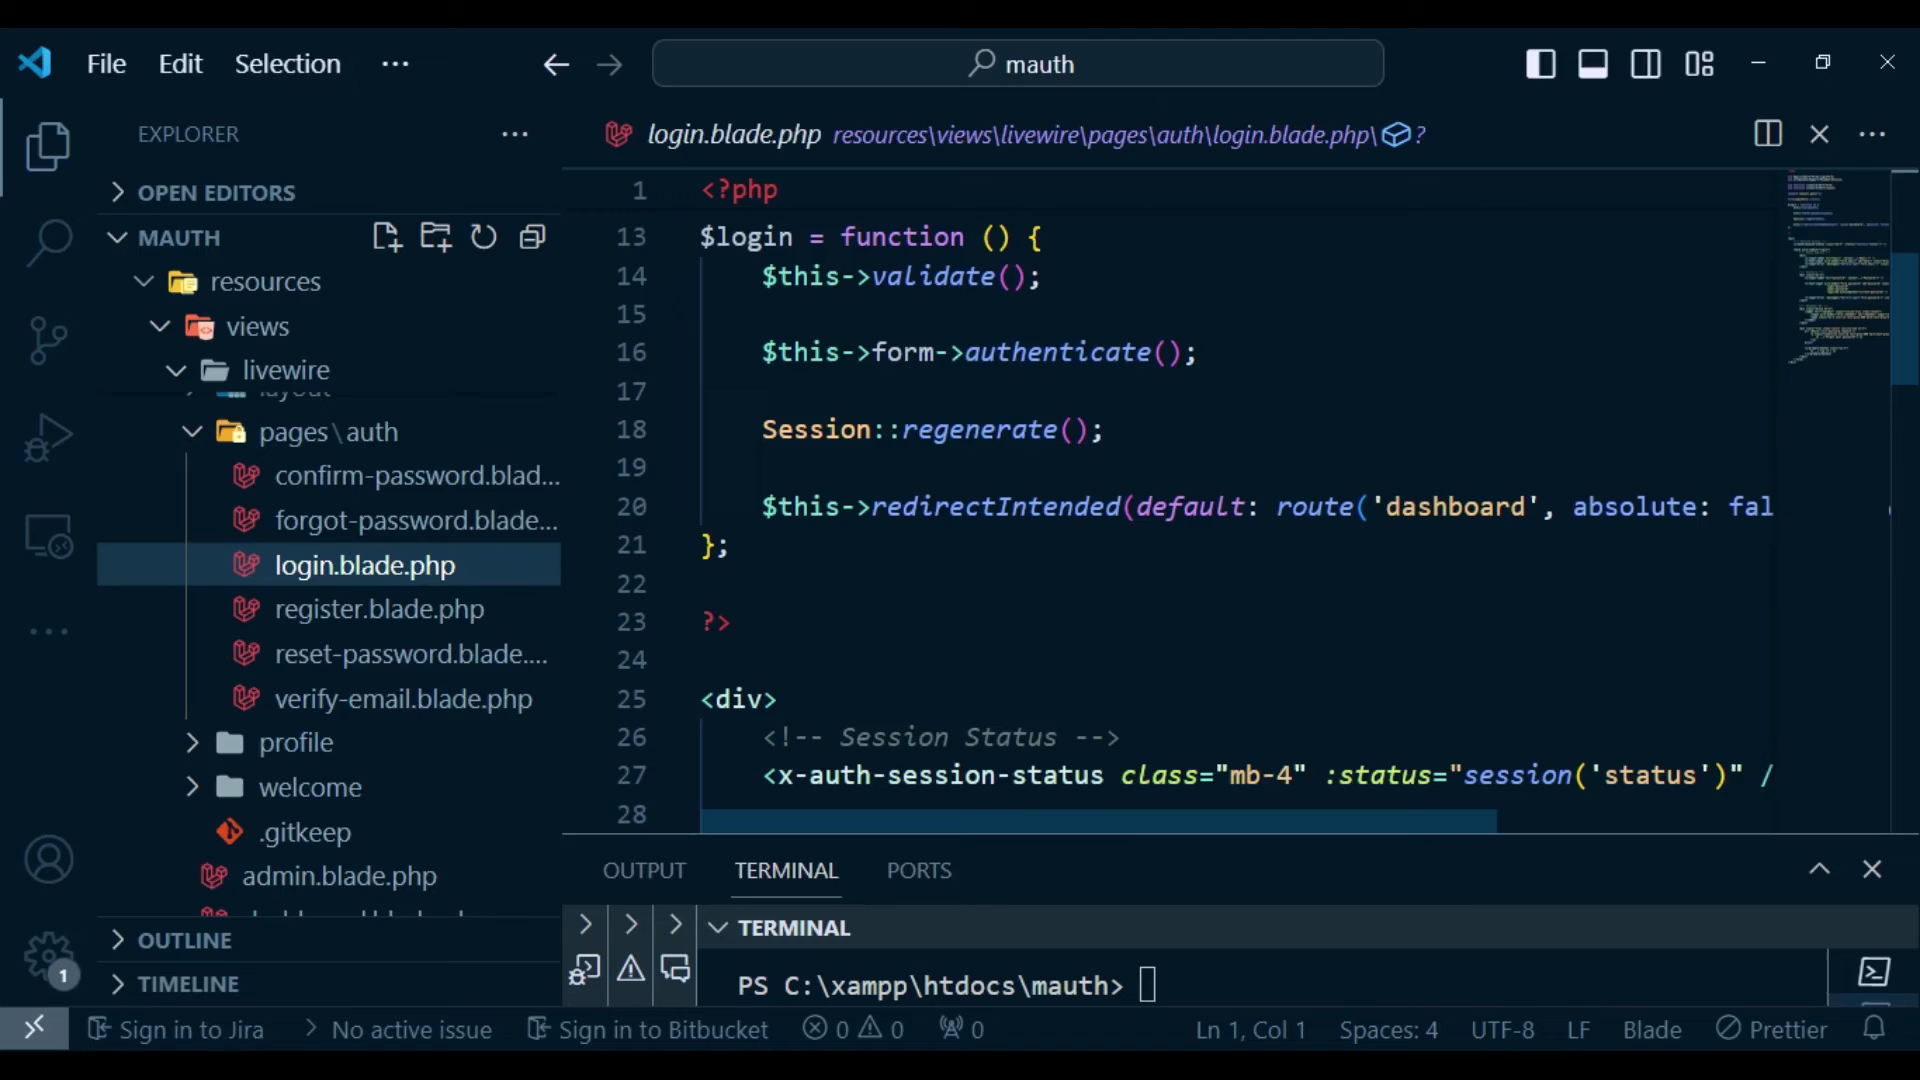 File Edit Selection ···
mauth
EXPLORER
OPEN EDITORS
MAUTH
resources
views
livewire
pages\auth
confirm-password.blad...
forgot-password.blade...
login.blade.php
register.blade.php
reset-password.blade....
verify-email.blade.php
profile
welcome
.gitkeep
admin.blade.php
OUTLINE
TIMELINE
1
login.blade.php resources\views\livewire\pages\auth\login.blade.php\ ?
1 <?php
13 $login = function () {
14 $this->validate();
15
16 $this->form->authenticate();
17
18 Session::regenerate();
19
20 $this->redirectIntended(default: route('dashboard', absolute: fal
21 };
22
23 ?>
24
25 <div>
26 <!-- Session Status -->
27 <x-auth-session-status class="mb-4" :status="session('status')" /
28
OUTPUT TERMINAL PORTS
TERMINAL
PS C:\xampp\htdocs\mauth>
Sign in to Jira No active issue Sign in to Bitbucket 0 0 0 Ln 1, Col 1 Spaces: 4 UTF-8 LF Blade Prettier